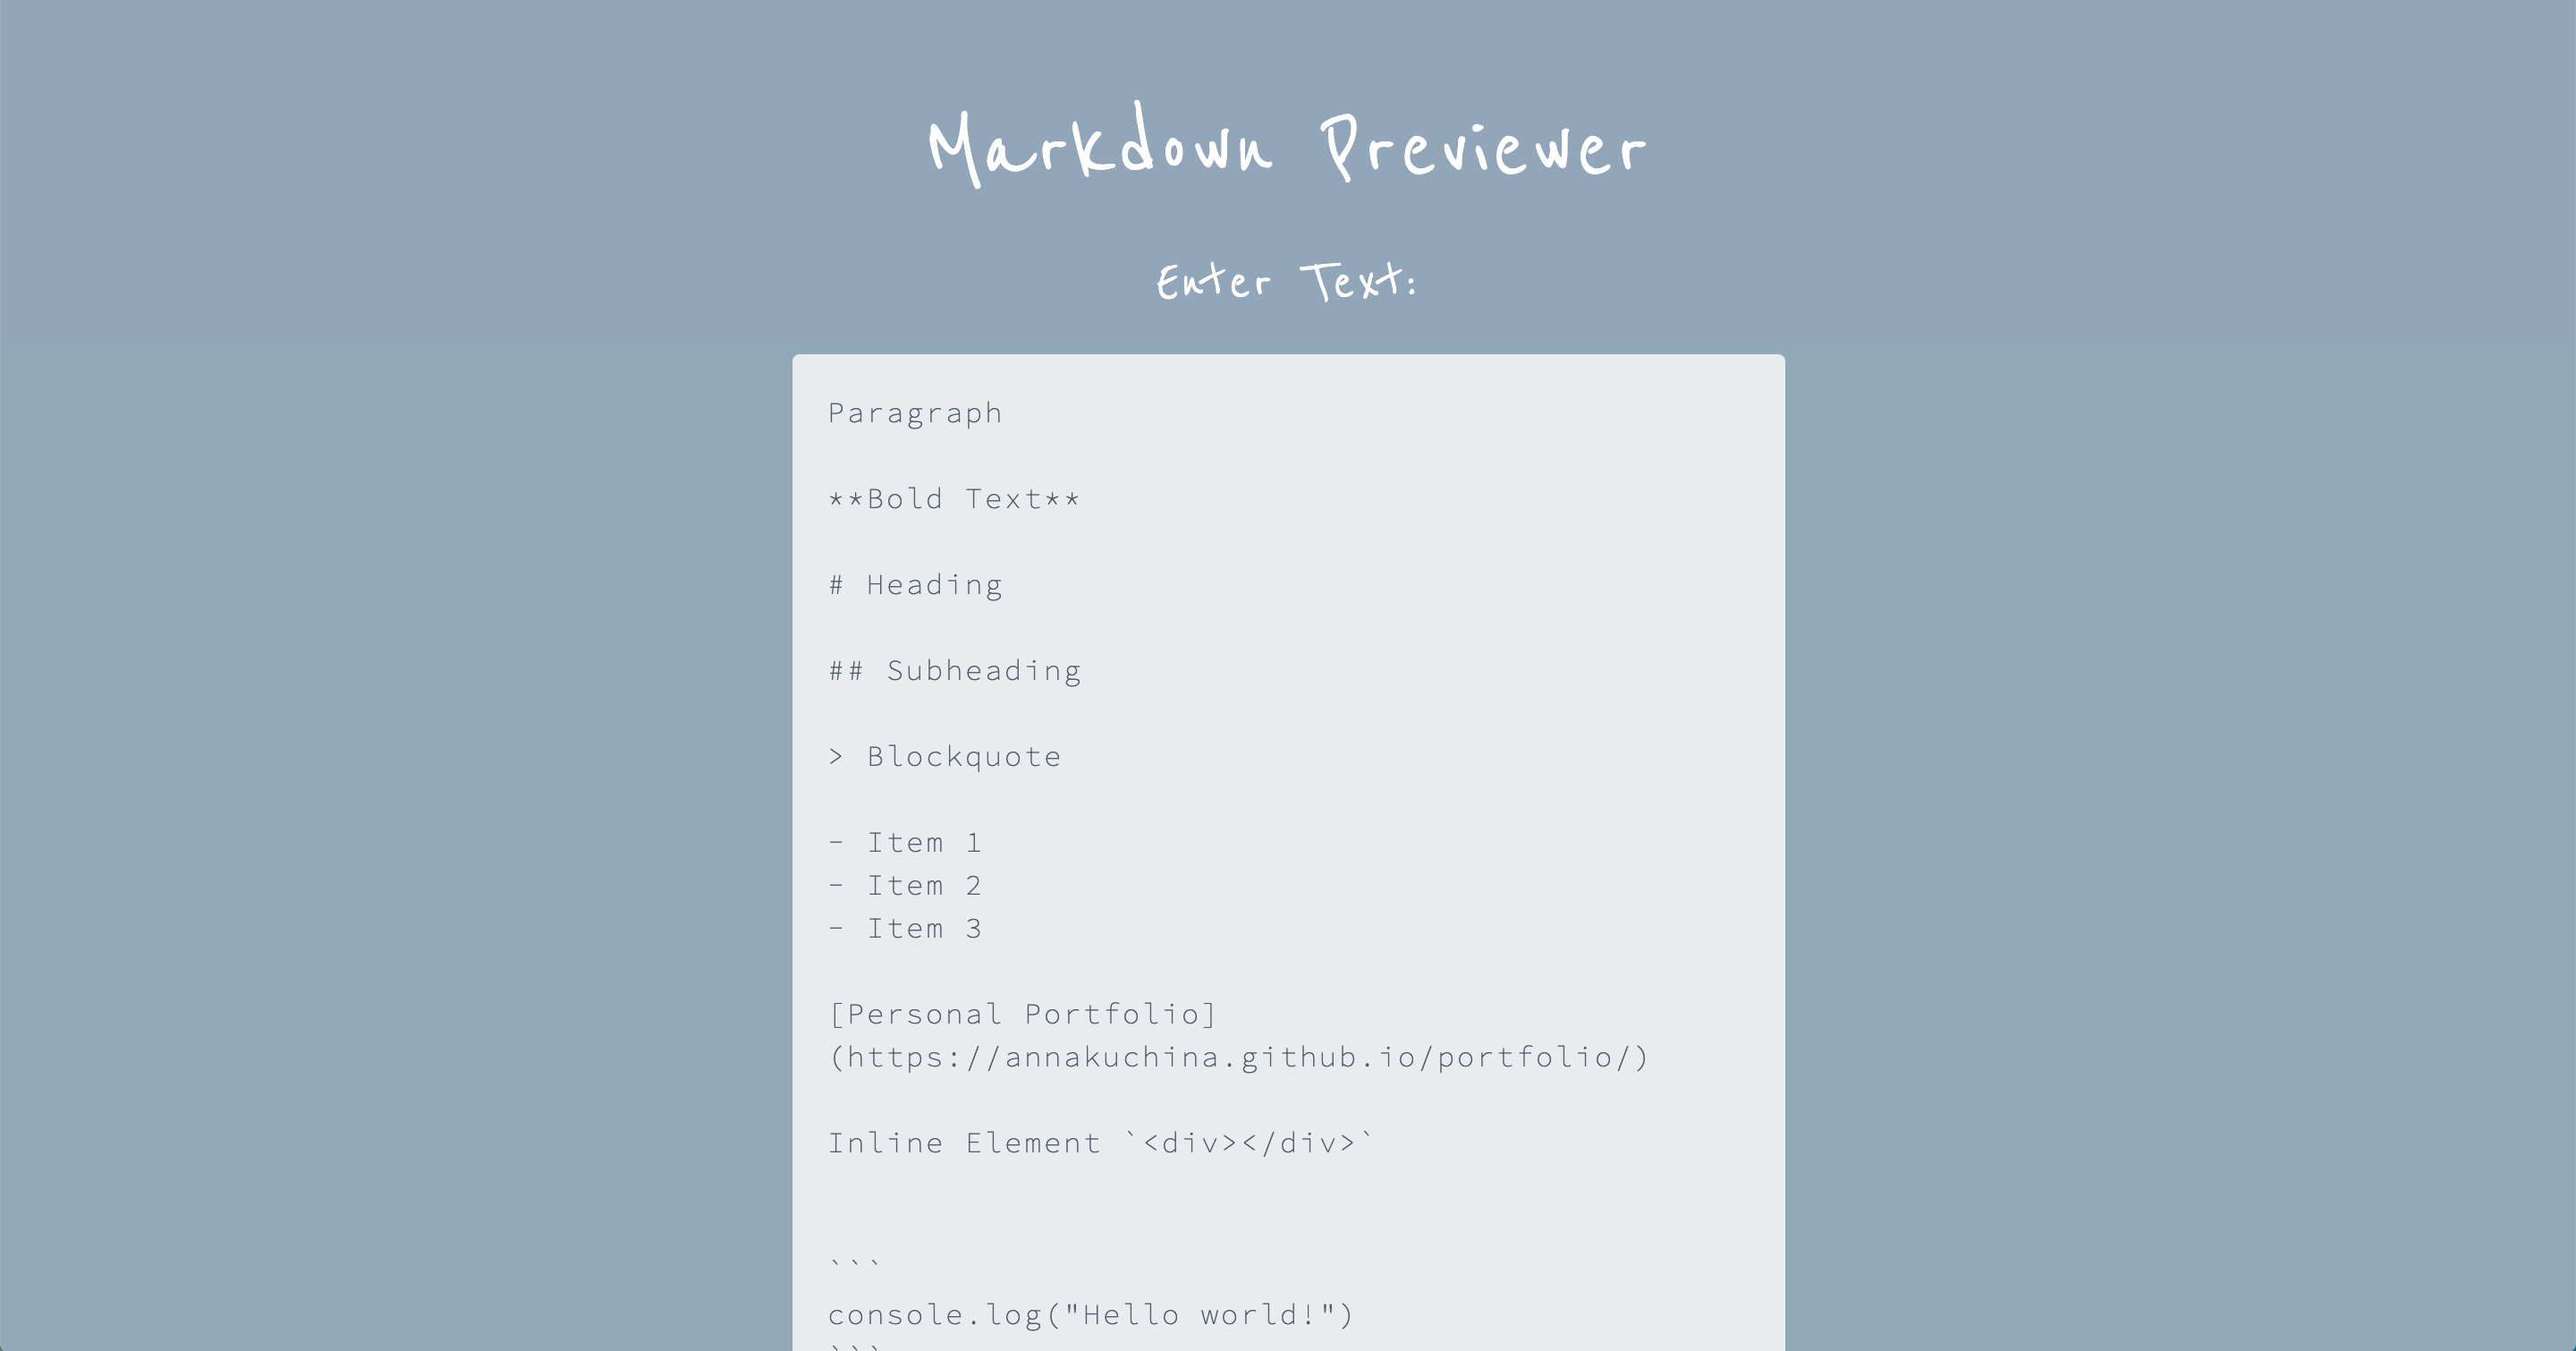 Markdown Previewer
Enter Text:
Paragraph
**Bold Text**
# Heading
## Subheading
> Blockquote
- Item 1
- Item 2
- Item 3
[Personal Portfolio]
(https://annakuchina.github.io/portfolio/)
Inline Element `<div></div>`
```
console.log("Hello world!")
```